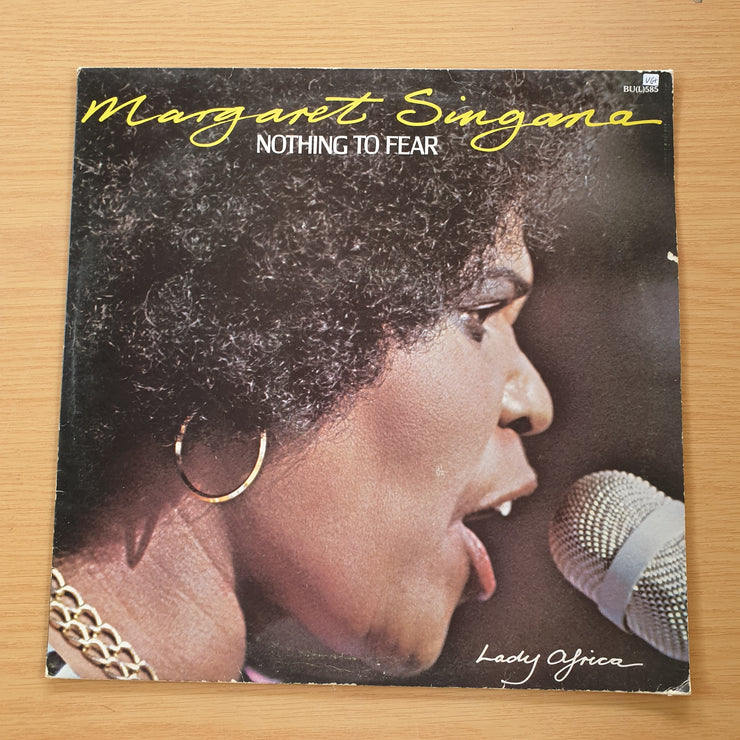 VG+
BU(L)585
Margaret Singana
NOTHING TO FEAR
Lady Africa